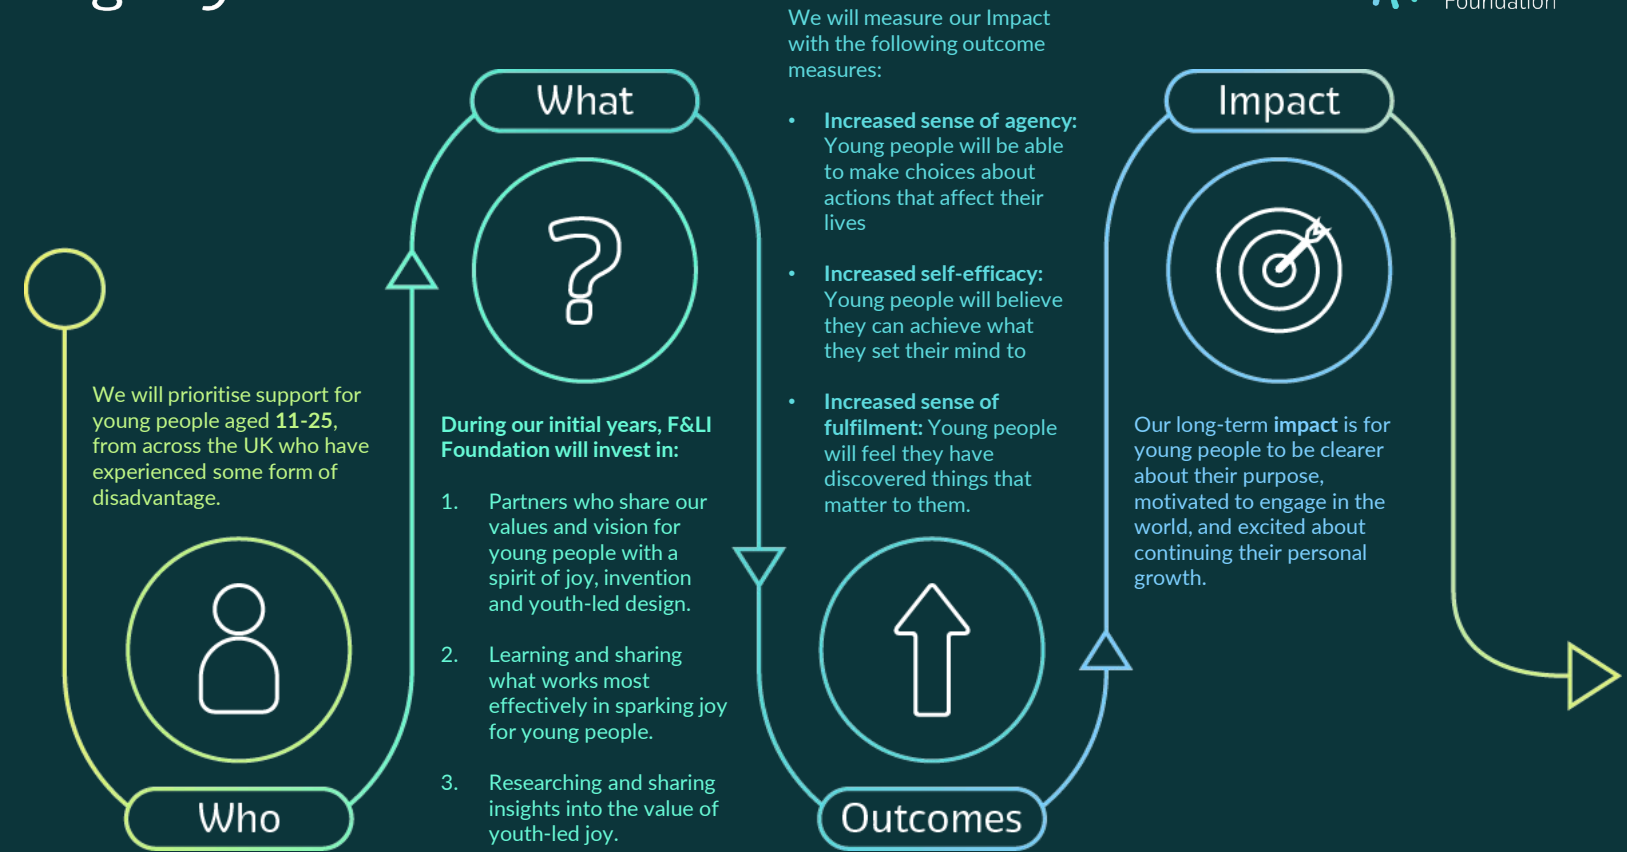 Foundation
We will prioritise support for
young people aged 11-25,
from across the UK who have
experienced some form of
disadvantage.
Who
What
During our initial years, F&LI
Foundation will invest in:
1. Partners who share our
values and vision for
young people with a
spirit of joy, invention
and youth-led design.
2. Learning and sharing
what works most
effectively in sparking joy
for young people.
3. Researching and sharing
insights into the value of
youth-led joy.
We will measure our Impact
with the following outcome
measures:
• Increased sense of agency:
Young people will be able
to make choices about
actions that affect their
lives
• Increased self-efficacy:
Young people will believe
they can achieve what
they set their mind to
• Increased sense of
fulfilment: Young people
will feel they have
discovered things that
matter to them.
Outcomes
Impact
Our long-term impact is for
young people to be clearer
about their purpose,
motivated to engage in the
world, and excited about
continuing their personal
growth.